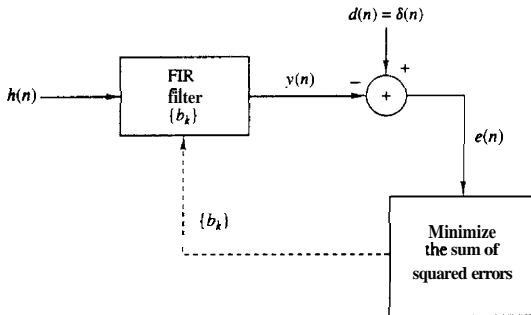 d(n) = δ(n)
FIR
filter
{b_k}
h(n)
y(n)
−
+
+
e(n)
{b_k}
Minimize
the sum of
squared errors